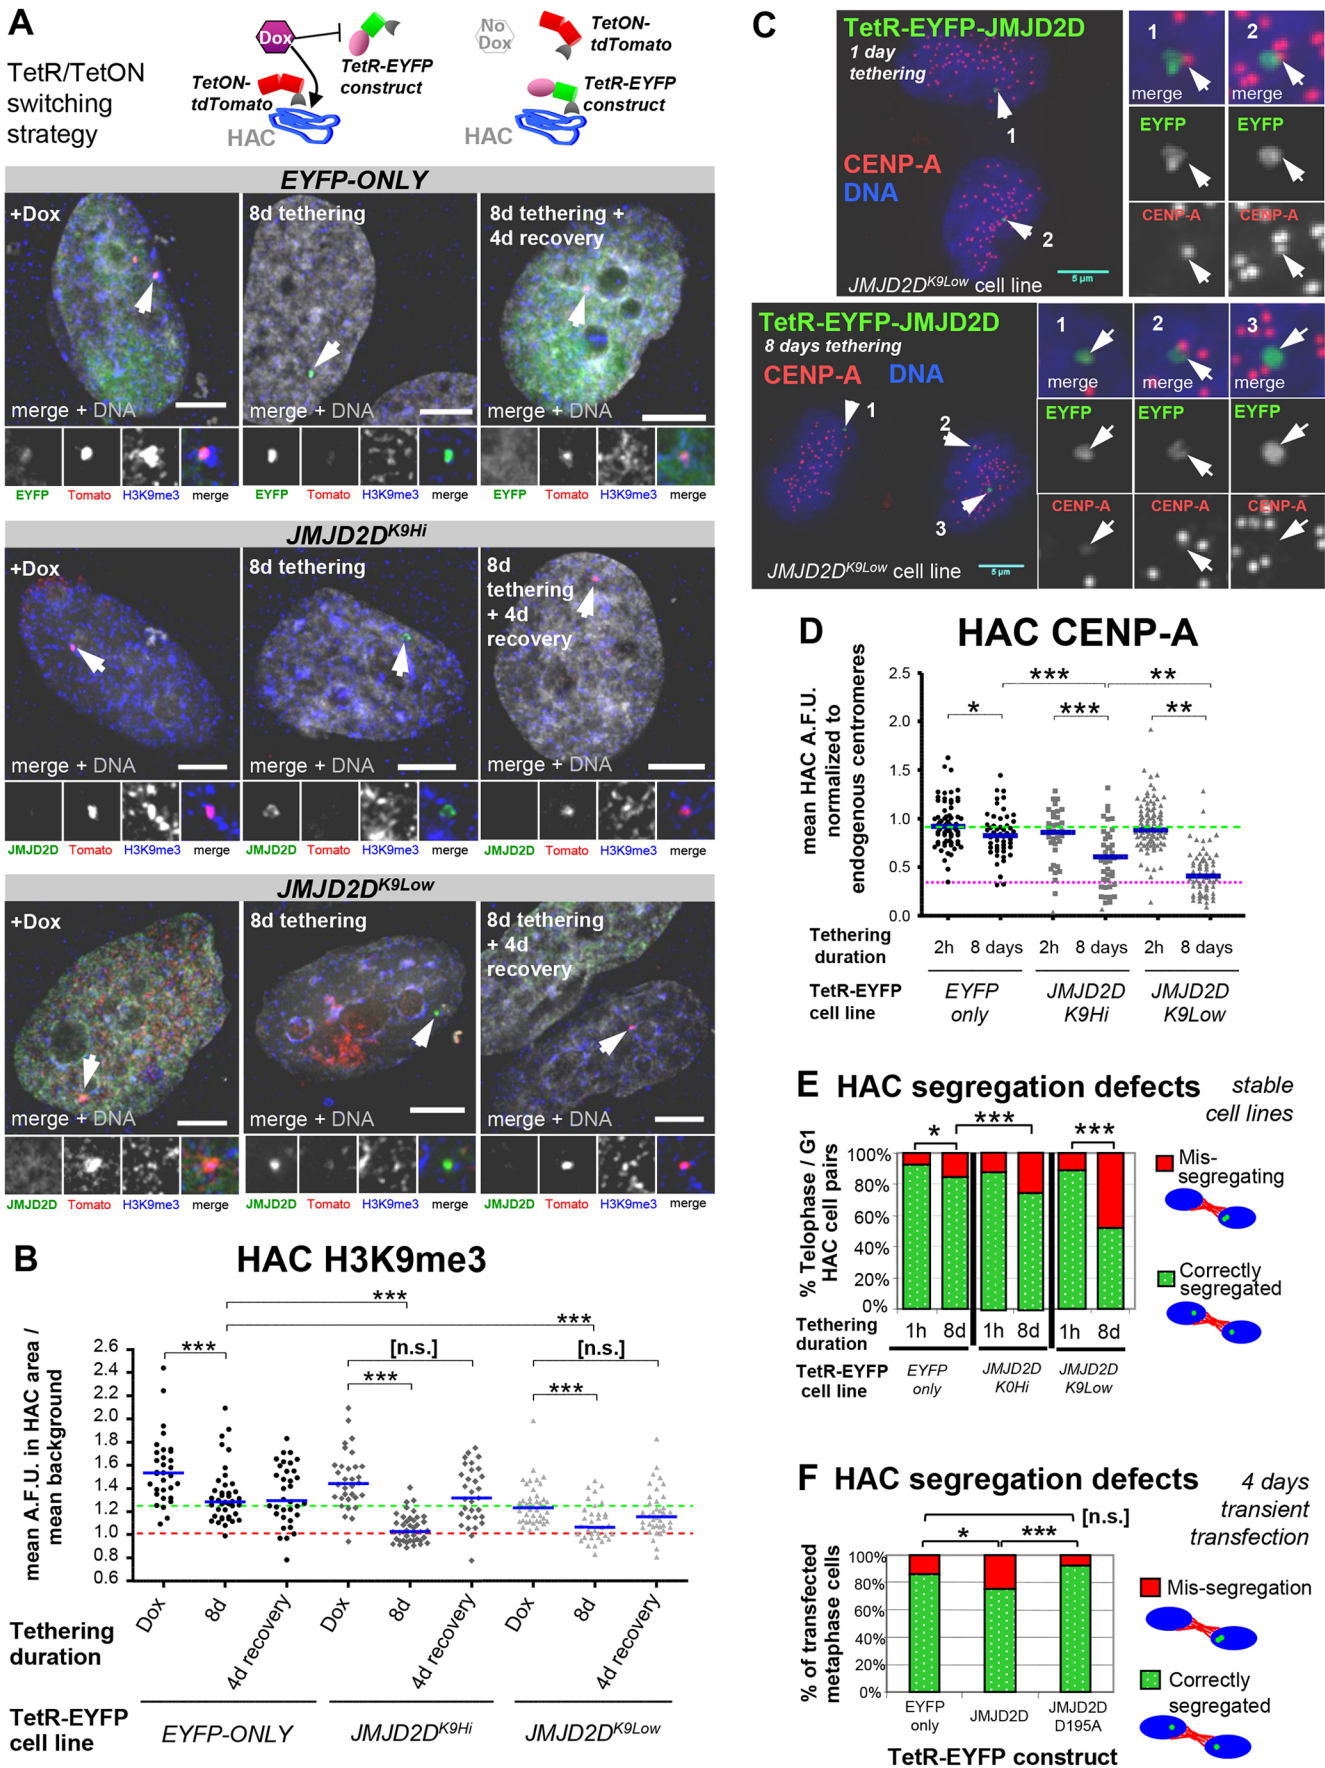 A
TetR/TetON
switching
strategy
Dox
TetR-EYFP
construct
TetON-
tdTomato
HAC
No
Dox
TetON-
tdTomato
TetR-EYFP
construct
HAC
EYFP-ONLY
+Dox
merge + DNA
8d tethering
merge + DNA
8d tethering +
4d recovery
merge + DNA
EYFP Tomato H3K9me3 merge
EYFP Tomato H3K9me3 merge
EYFP Tomato H3K9me3 merge
JMJD2DK9Hi
+Dox
merge + DNA
8d tethering
merge + DNA
8d
tethering
+ 4d
recovery
merge + DNA
JMJD2D Tomato H3K9me3 merge
JMJD2D Tomato H3K9me3 merge
JMJD2D Tomato H3K9me3 merge
JMJD2DK9Low
+Dox
merge + DNA
8d tethering
merge + DNA
8d tethering
+ 4d
recovery
merge + DNA
JMJD2D Tomato H3K9me3 merge
JMJD2D Tomato H3K9me3 merge
JMJD2D Tomato H3K9me3 merge
B
HAC H3K9me3
mean A.F.U. in HAC area /
mean background
2.6
2.4
2.2
2.0
1.8
1.6
1.4
1.2
1.0
0.8
0.6
***
***
***
[n.s.]
***
[n.s.]
***
Tethering
duration
Dox 8d 4d recovery Dox 8d 4d recovery Dox 8d 4d recovery
TetR-EYFP
cell line
EYFP-ONLY JMJD2DK9Hi JMJD2DK9Low
C
TetR-EYFP-JMJD2D
1 day
tethering
1
CENP-A
DNA
2
JMJD2DK9Low cell line
5 µm
1
merge
2
merge
EYFP
EYFP
CENP-A
CENP-A
TetR-EYFP-JMJD2D
8 days tethering
CENP-A DNA
1
2
3
JMJD2DK9Low cell line
5 µm
1
merge
2
merge
3
merge
EYFP
EYFP
EYFP
CENP-A
CENP-A
CENP-A
D
HAC CENP-A
mean HAC A.F.U.
normalized to
endogenous centromeres
2.5
2.0
1.5
1.0
0.5
0.0
*** **
* *** **
Tethering
duration
2h 8 days 2h 8 days 2h 8 days
TetR-EYFP
cell line
EYFP
only
JMJD2D
K9Hi
JMJD2D
K9Low
E
HAC segregation defects
stable
cell lines
% Telophase / G1
HAC cell pairs
100%
80%
60%
40%
20%
0%
* *** ***
Mis-
segregating
Correctly
segregated
Tethering
duration
1h 8d 1h 8d 1h 8d
TetR-EYFP
cell line
EYFP
only
JMJD2D
K0Hi
JMJD2D
K9Low
F
HAC segregation defects
4 days
transient
transfection
% of transfected
metaphase cells
100%
80%
60%
40%
20%
0%
[n.s.]
* ***
Mis-segregation
Correctly
segregated
EYFP
only
JMJD2D
JMJD2D
D195A
TetR-EYFP construct